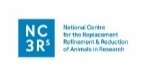 NC
3Rs
National Centre
for the Replacement
Refinement & Reduction
of Animals in Research